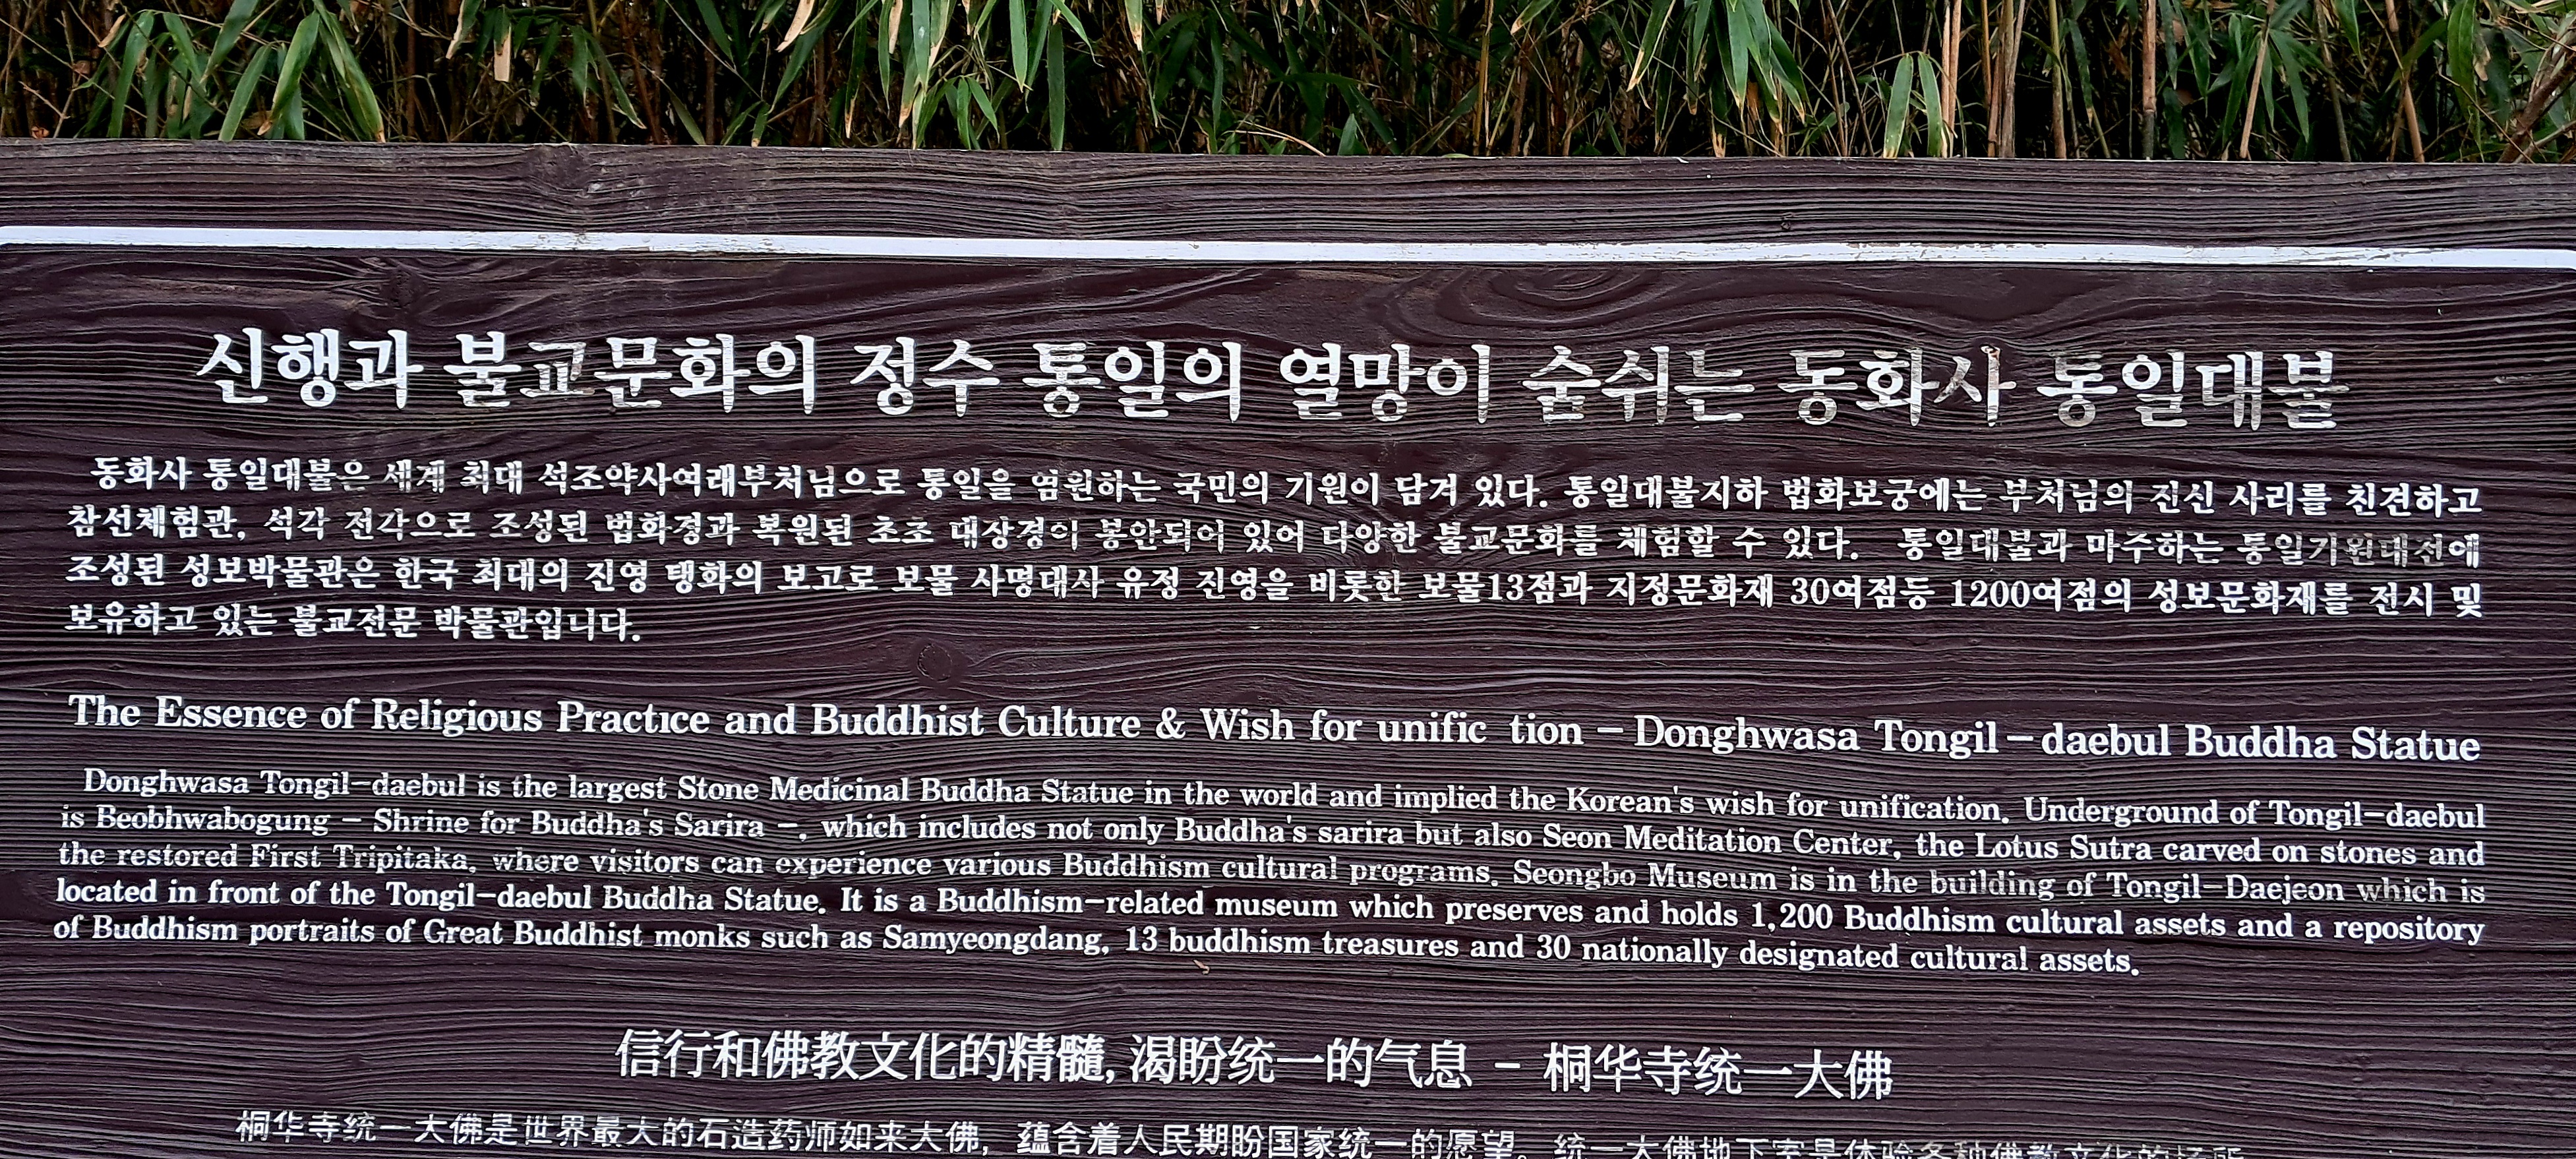 신행과 불교문화의 정수 통일의 열망이 숨쉬는 동화사 통일대불
동화사 통일대불은 세계 최대 석조약사여래부처님으로 통일을 염원하는 국민의 기원이 담겨 있다. 통일대불지하 법화보궁에는 부처님의 진신 사리를 친견하고
참선체험관, 석각 전각으로 조성된 법화경과 복원된 초조 대장경이 봉안되어 있어 다양한 불교문화를 체험할 수 있다. 통일대불과 마주하는 통일기원대전에
조성된 성보박물관은 한국 최대의 진영 탱화의 보고로 보물 사명대사 유정 진영을 비롯한 보물13점과 지정문화재 30여점등 1200여점의 성보문화재를 전시 및
보유하고 있는 불교전문 박물관입니다.
The Essence of Religious Practice and Buddhist Culture & Wish for unific tion - Donghwasa Tongil-daebul Buddha Statue
Donghwasa Tongil-daebul is the largest Stone Medicinal Buddha Statue in the world and implied the Korean's wish for unification. Underground of Tongil-daebul
is Beobhwabogung - Shrine for Buddha's Sarira -, which includes not only Buddha's sarira but also Seon Meditation Center, the Lotus Sutra carved on stones and
the restored First Tripitaka, where visitors can experience various Buddhism cultural programs. Seongbo Museum is in the building of Tongil-Daejeon which is
located in front of the Tongil-daebul Buddha Statue. It is a Buddhism-related museum which preserves and holds 1,200 Buddhism cultural assets and a repository
of Buddhism portraits of Great Buddhist monks such as Samyeongdang, 13 buddhism treasures and 30 nationally designated cultural assets.
信行和佛教文化的精髓, 渴盼统一的气息 - 桐华寺统一大佛
桐华寺统一大佛是世界最大的石造药师如来大佛, 蕴含着人民期盼国家统一的愿望。统一大佛地下室是体验各种佛教文化的场所